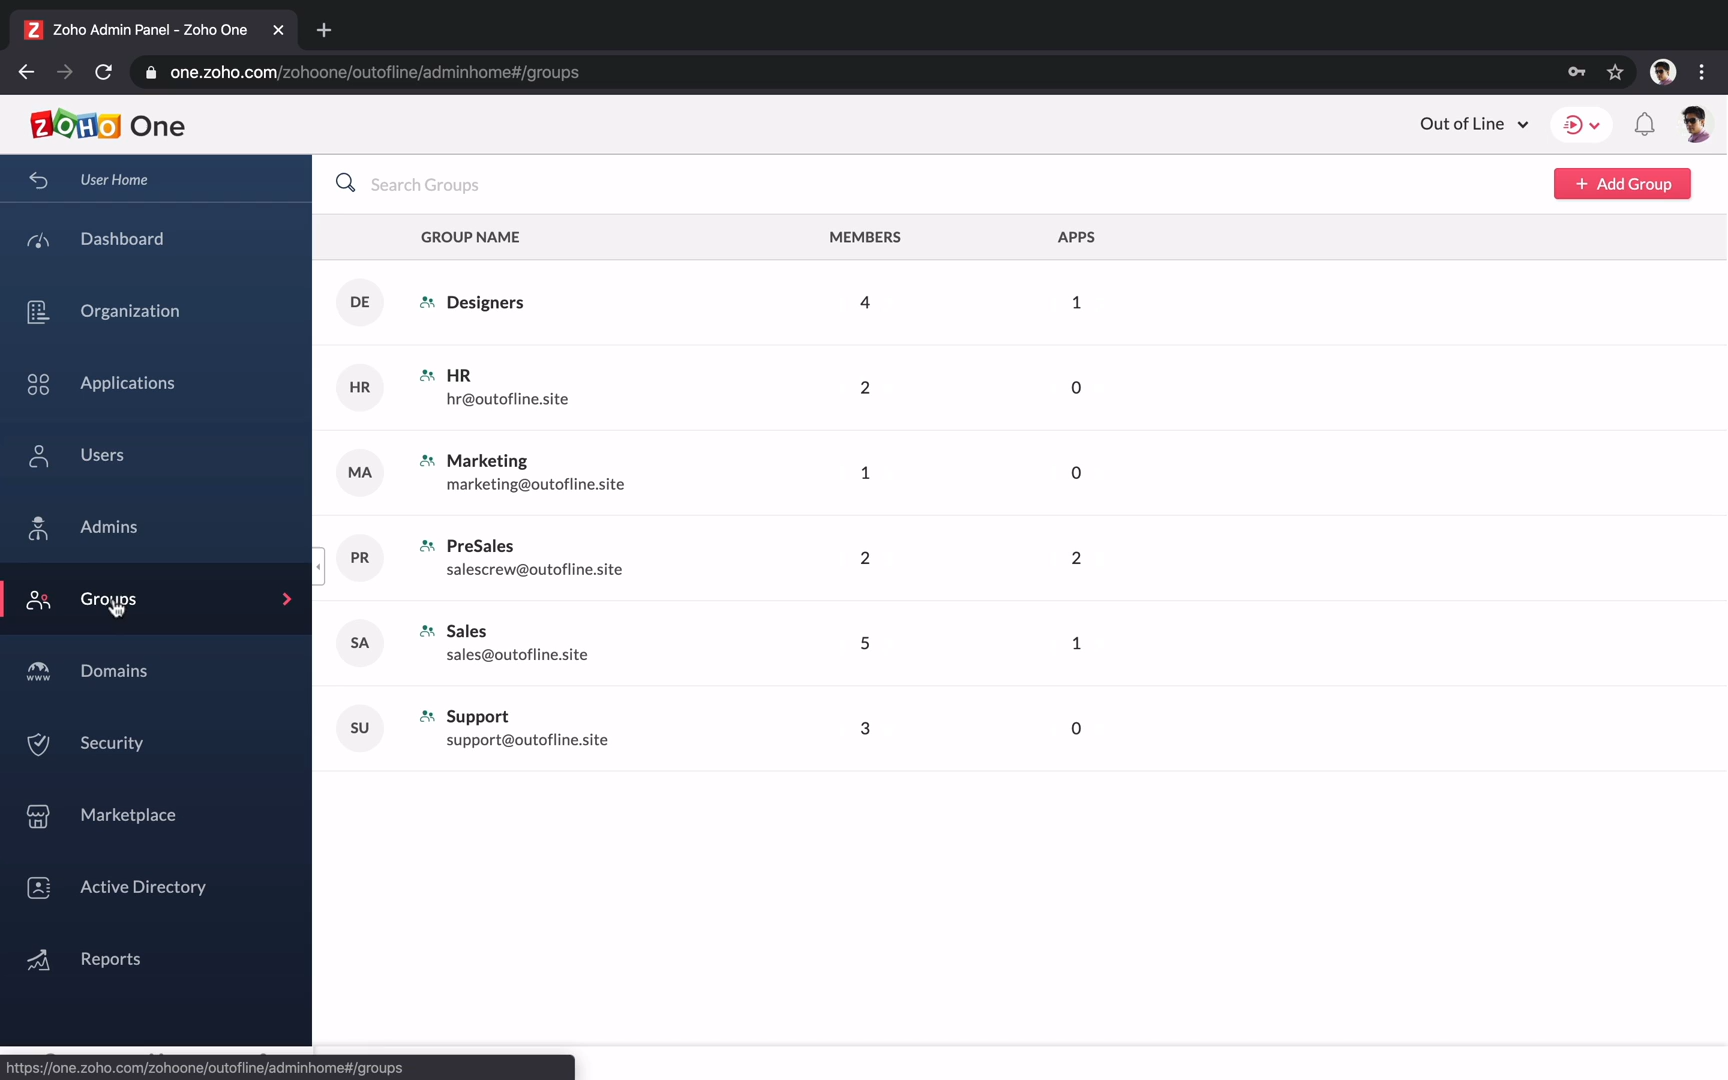 Zoho Admin Panel - Zoho One
one.zoho.com/zohoone/outofline/adminhome#/groups
ZOHO One
Out of Line
User Home
Dashboard
Organization
Applications
Users
Admins
Groups
Domains
Security
Marketplace
Active Directory
Reports
Search Groups
+ Add Group
GROUP NAME MEMBERS APPS
DE Designers 4 1
HR HR 2 0
hr@outofline.site
MA Marketing 1 0
marketing@outofline.site
PR PreSales 2 2
salescrew@outofline.site
SA Sales 5 1
sales@outofline.site
SU Support 3 0
support@outofline.site
https://one.zoho.com/zohoone/outofline/adminhome#/groups